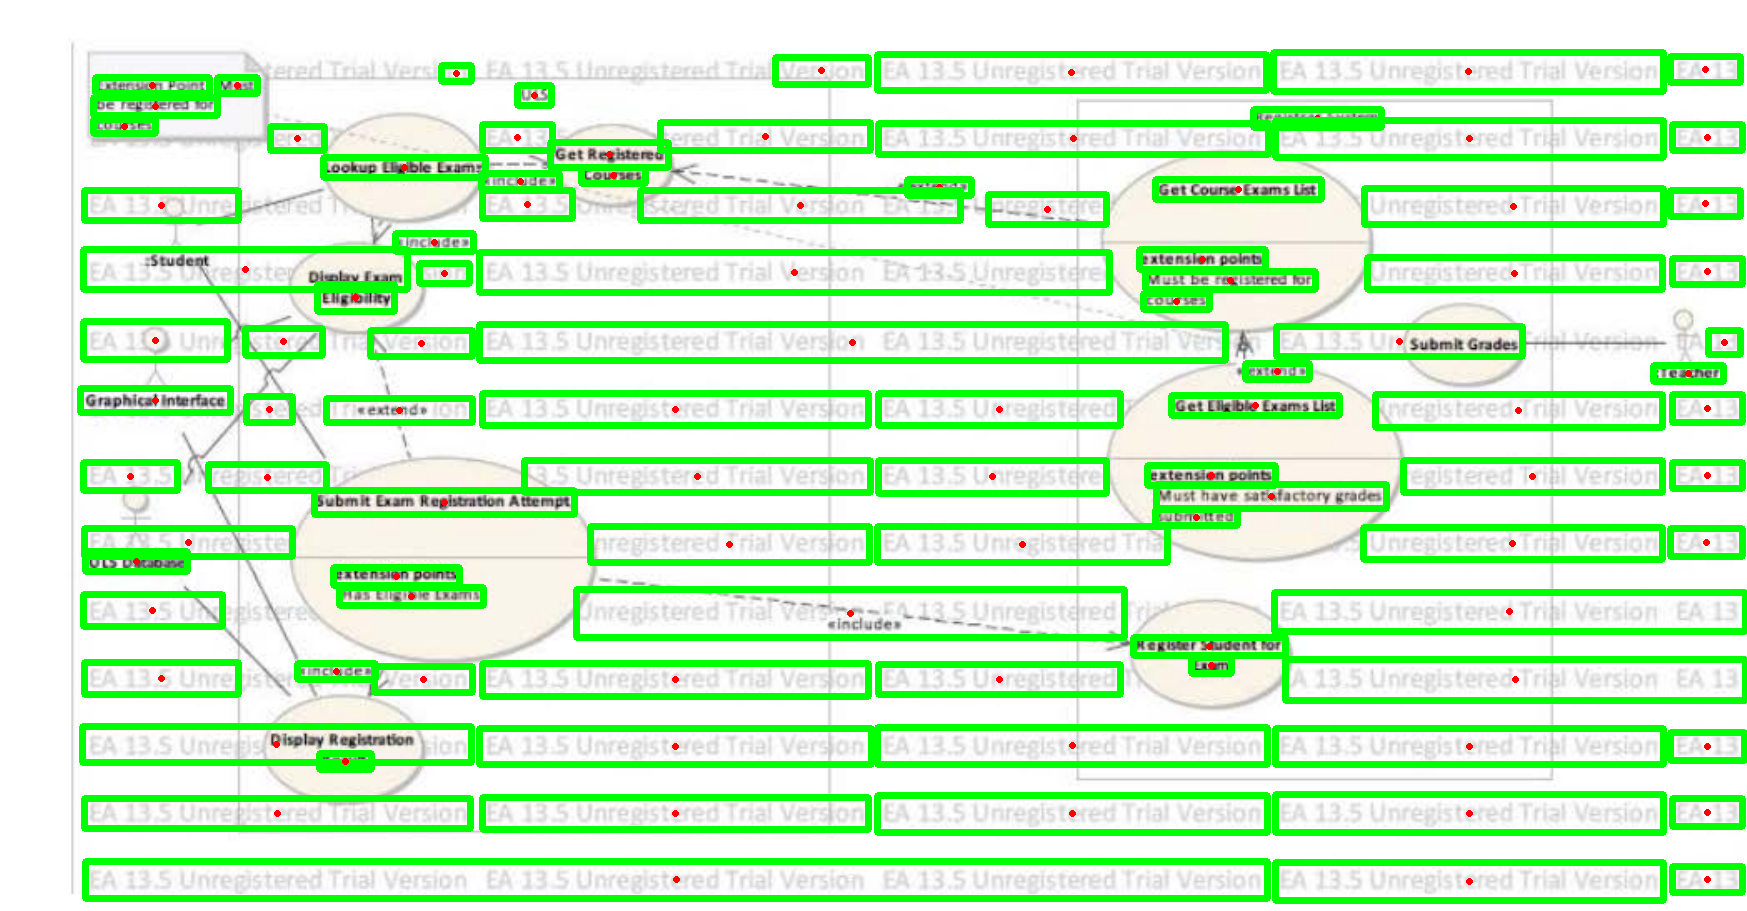 Extension Point: Must
be registered for
courses
ULS
Registrar System
Lookup Eligible Exams
«include»
Get Registered
Courses
«extend»
Get Course Exams List
extension points
Must be registered for
courses
:Student
«include»
Display Exam
Eligibility
Submit Grades
:Teacher
Graphical Interface
«extend»
«extend»
Get Eligible Exams List
extension points
Must have satisfactory grades
submitted
Submit Exam Registration Attempt
extension points
Has Eligible Exams
ULS Database
«include»
Register Student for
Exam
«include»
Display Registration
EA 13.5 Unregistered Trial Version EA 13.5 Unregistered Trial Version EA 13.5 Unregistered Trial Version EA 13.5 Unregistered Trial Version EA 13